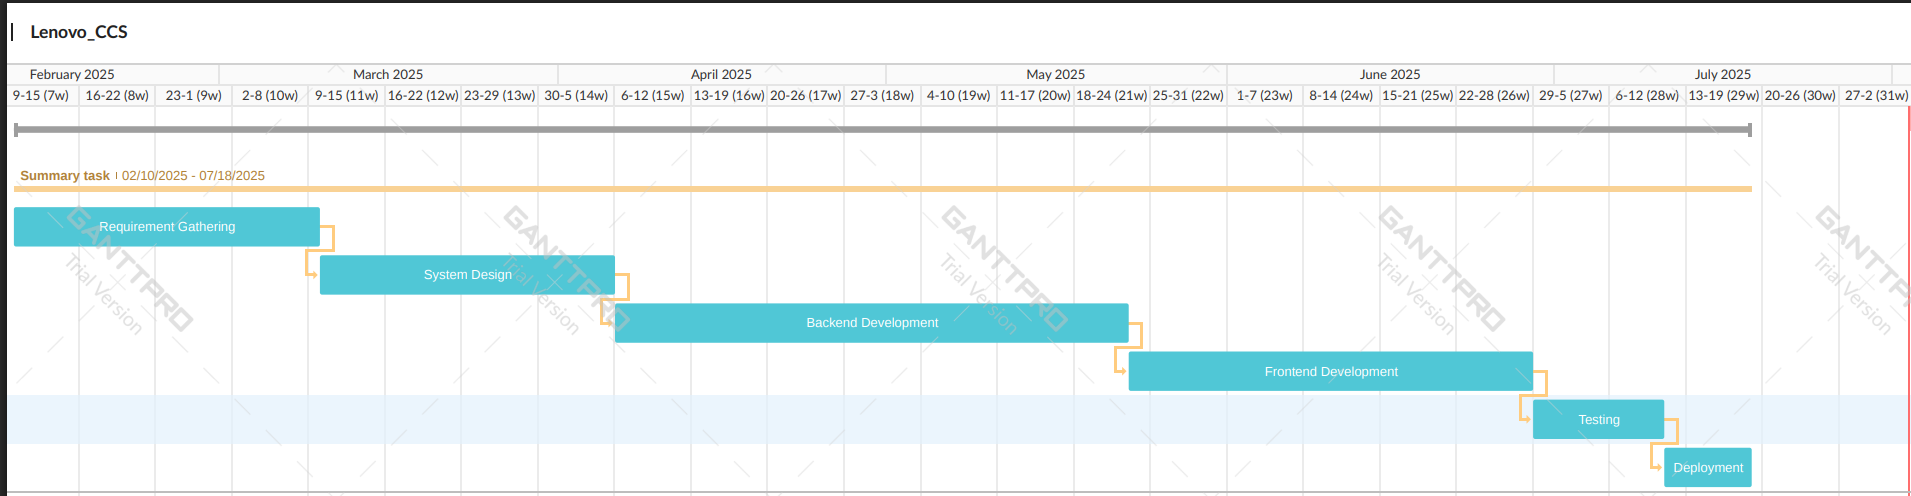 Lenovo_CCS
February 2025 March 2025 April 2025 May 2025 June 2025 July 2025
9-15 (7w) 16-22 (8w) 23-1 (9w) 2-8 (10w) 9-15 (11w) 16-22 (12w) 23-29 (13w) 30-5 (14w) 6-12 (15w) 13-19 (16w) 20-26 (17w) 27-3 (18w) 4-10 (19w) 11-17 (20w) 18-24 (21w) 25-31 (22w) 1-7 (23w) 8-14 (24w) 15-21 (25w) 22-28 (26w) 29-5 (27w) 6-12 (28w) 13-19 (29w) 20-26 (30w) 27-2 (31w)
Summary task 02/10/2025 - 07/18/2025
Requirement Gathering
System Design
Backend Development
Frontend Development
Testing
Deployment
GANTTPRO
Trial Version
GANTTPRO
Trial Version
GANTTPRO
Trial Version
GANTTPRO
Trial Version
GANTTPRO
Trial Version